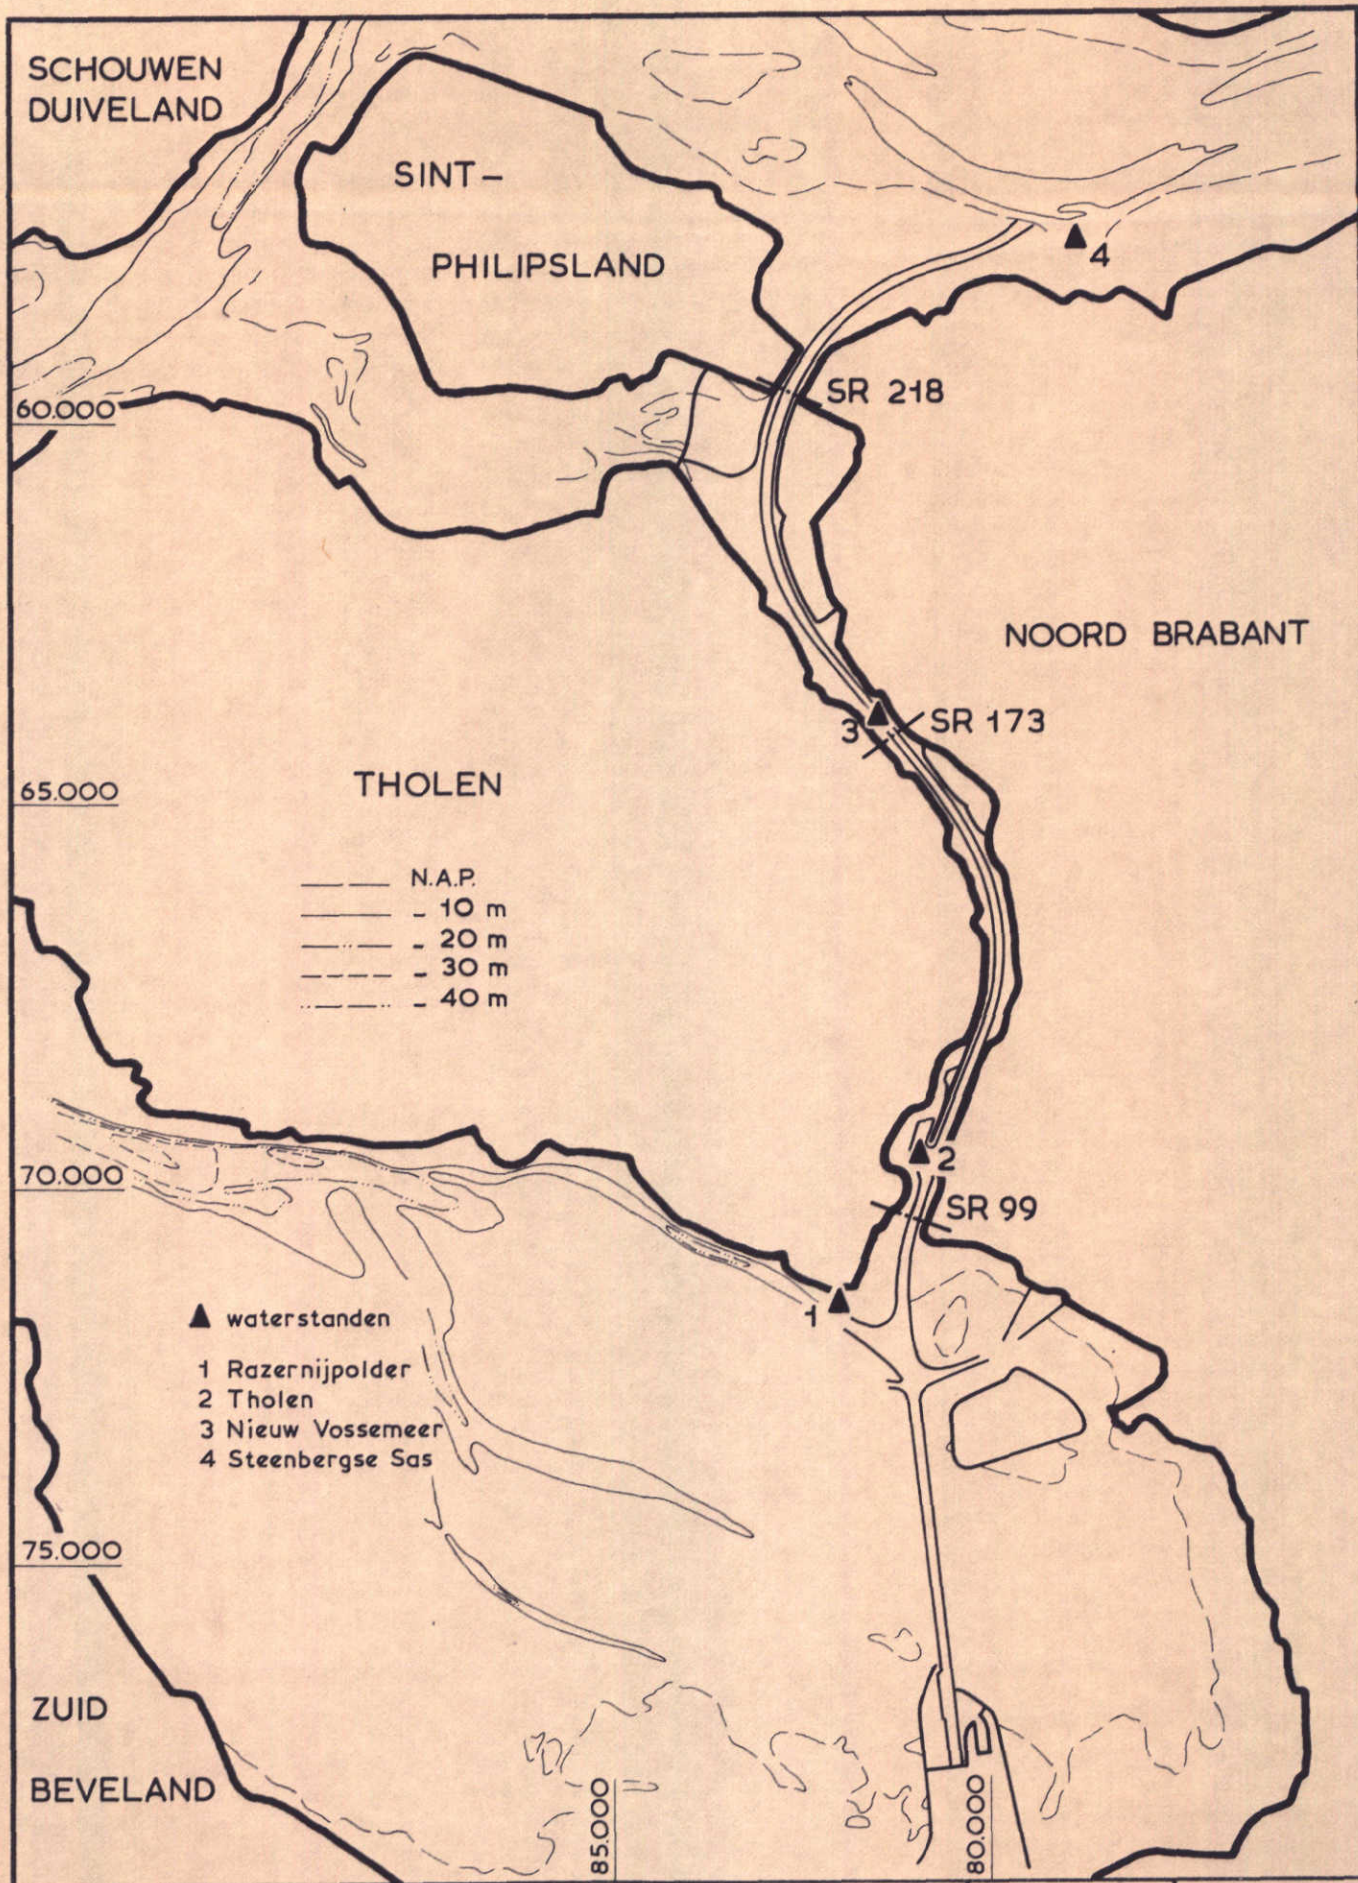 SCHOUWEN
DUIVELAND
SINT-
PHILIPSLAND
4
SR 218
60.000
NOORD BRABANT
3
SR 173
THOLEN
65.000
N.A.P.
- 10 m
- 20 m
- 30 m
- 40 m
2
70.000
SR 99
1
▲ waterstanden
1 Razernijpolder
2 Tholen
3 Nieuw Vossemeer
4 Steenbergse Sas
75.000
ZUID
BEVELAND
85.000
80.000